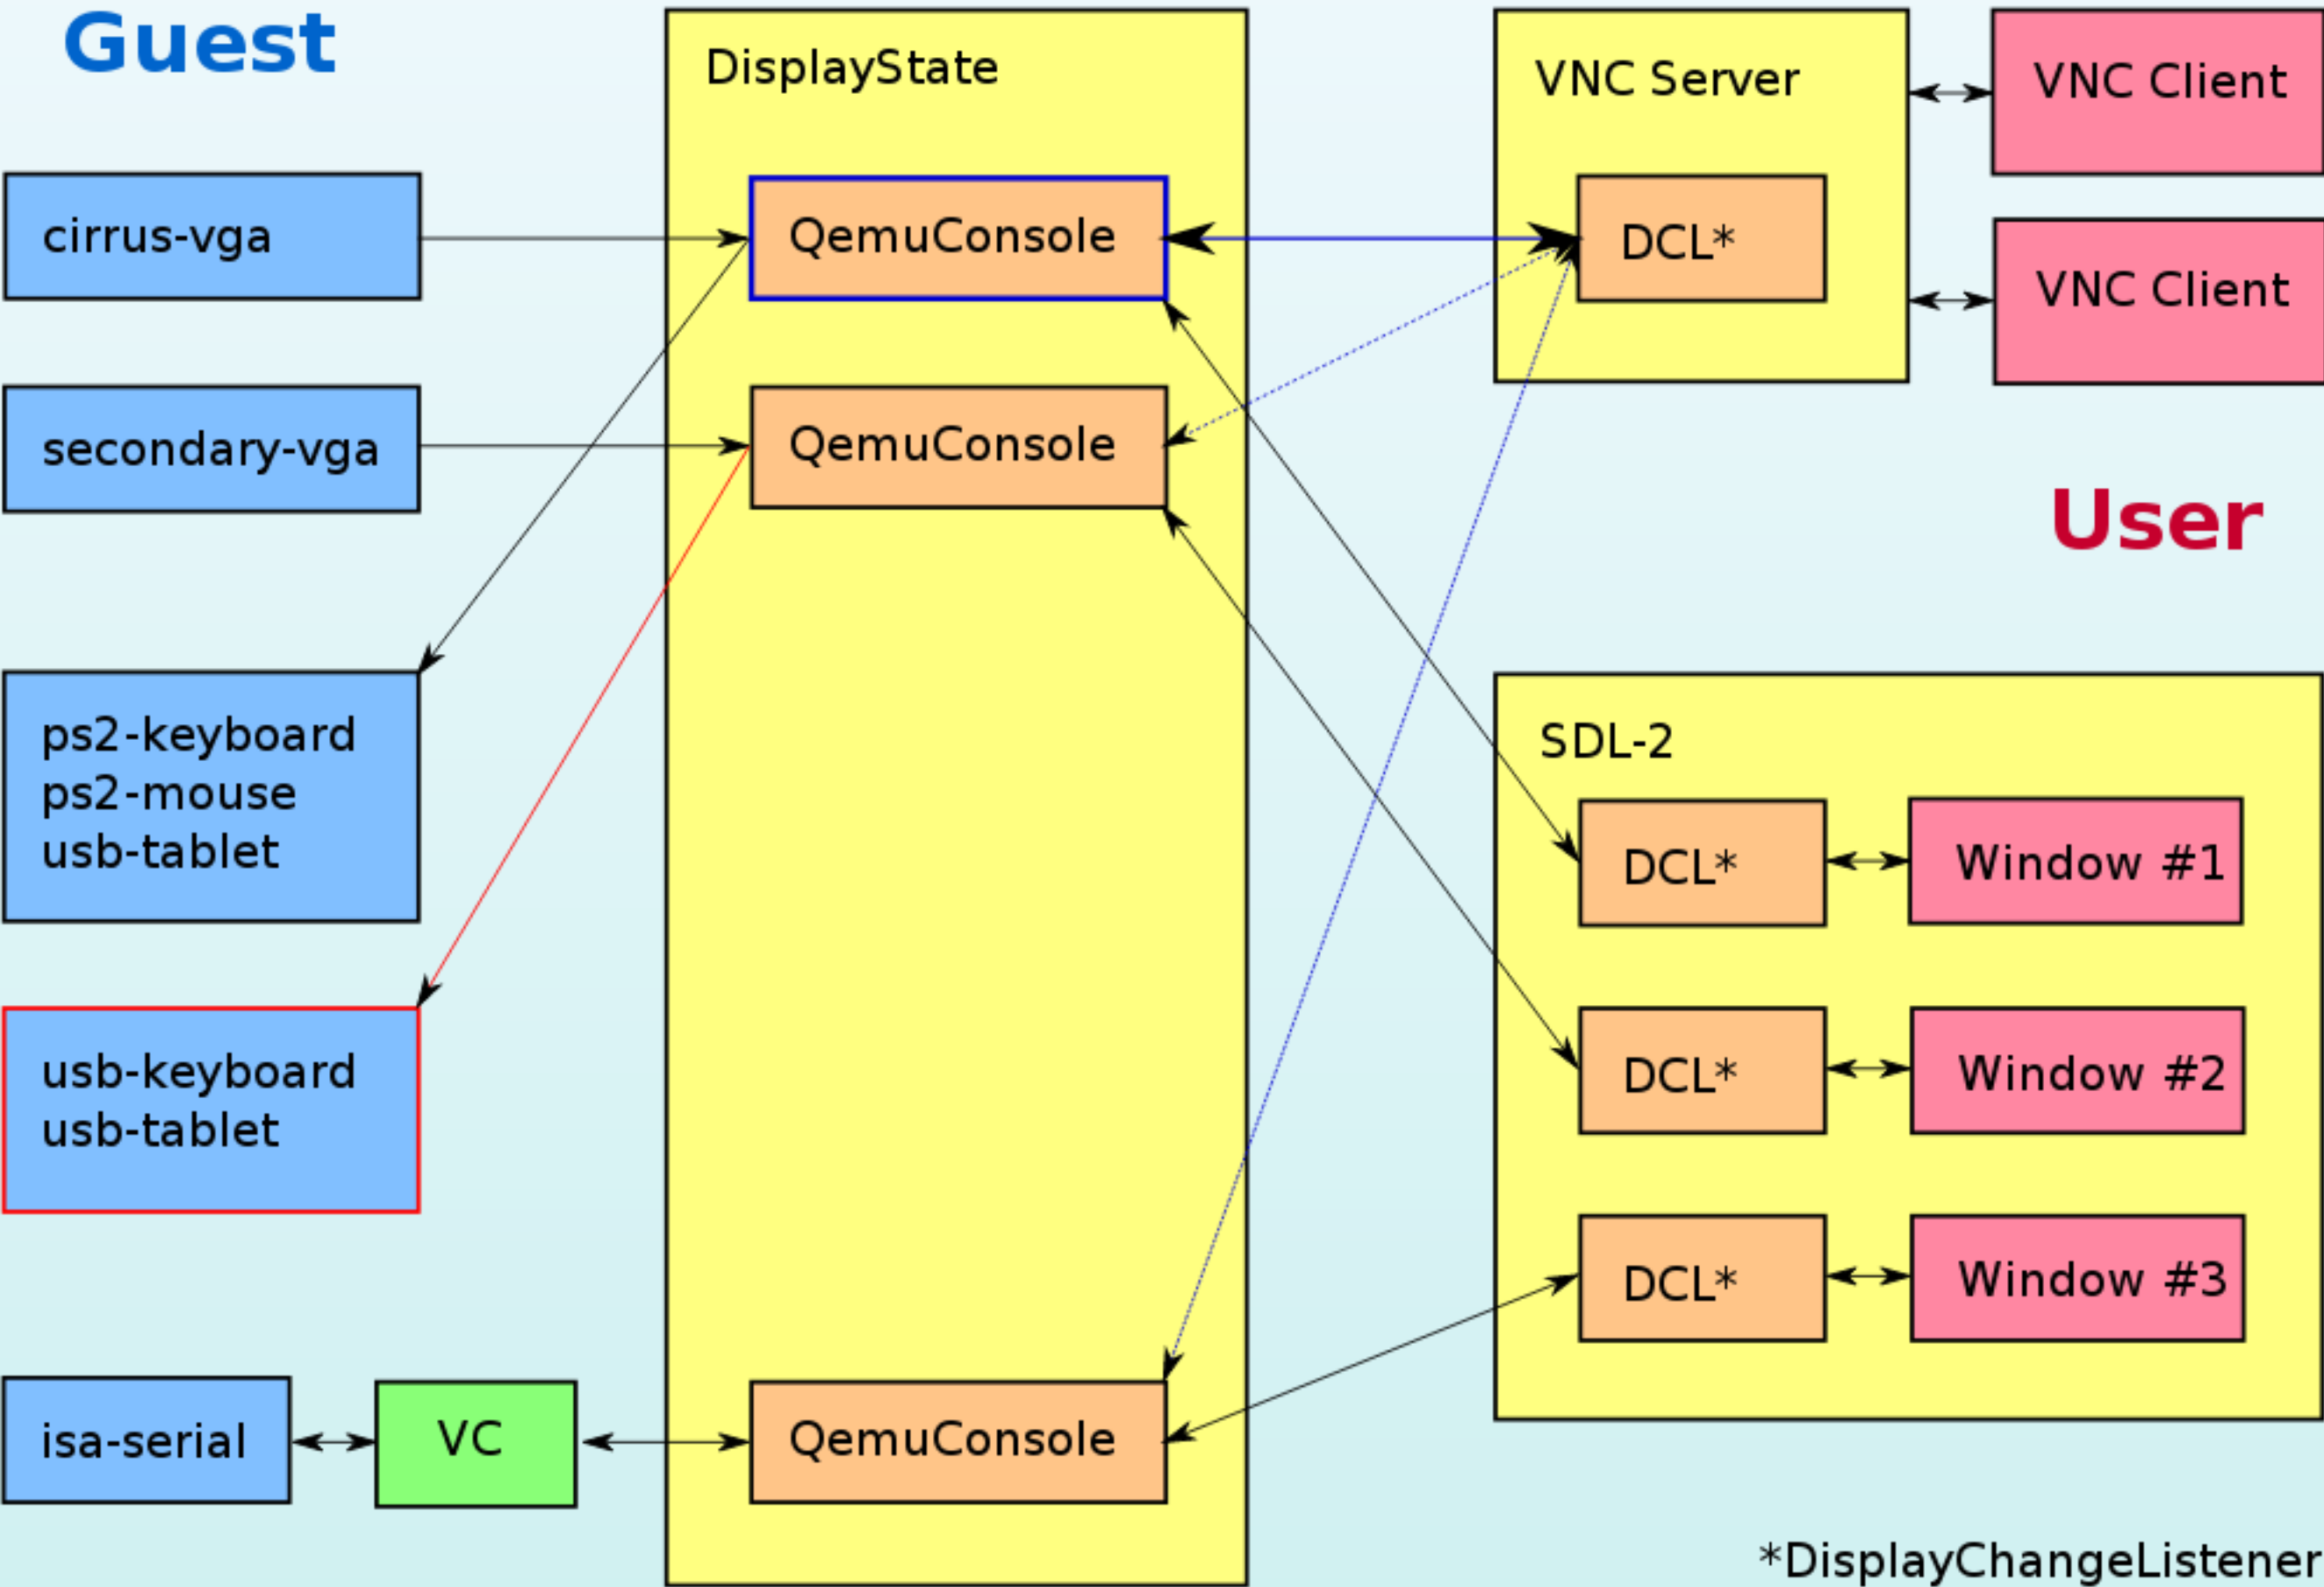 Guest
DisplayState
VNC Server
VNC Client
cirrus-vga
QemuConsole
DCL*
VNC Client
secondary-vga
QemuConsole
User
ps2-keyboard
ps2-mouse
usb-tablet
SDL-2
DCL*
Window #1
usb-keyboard
usb-tablet
DCL*
Window #2
DCL*
Window #3
isa-serial
VC
QemuConsole
*DisplayChangeListener